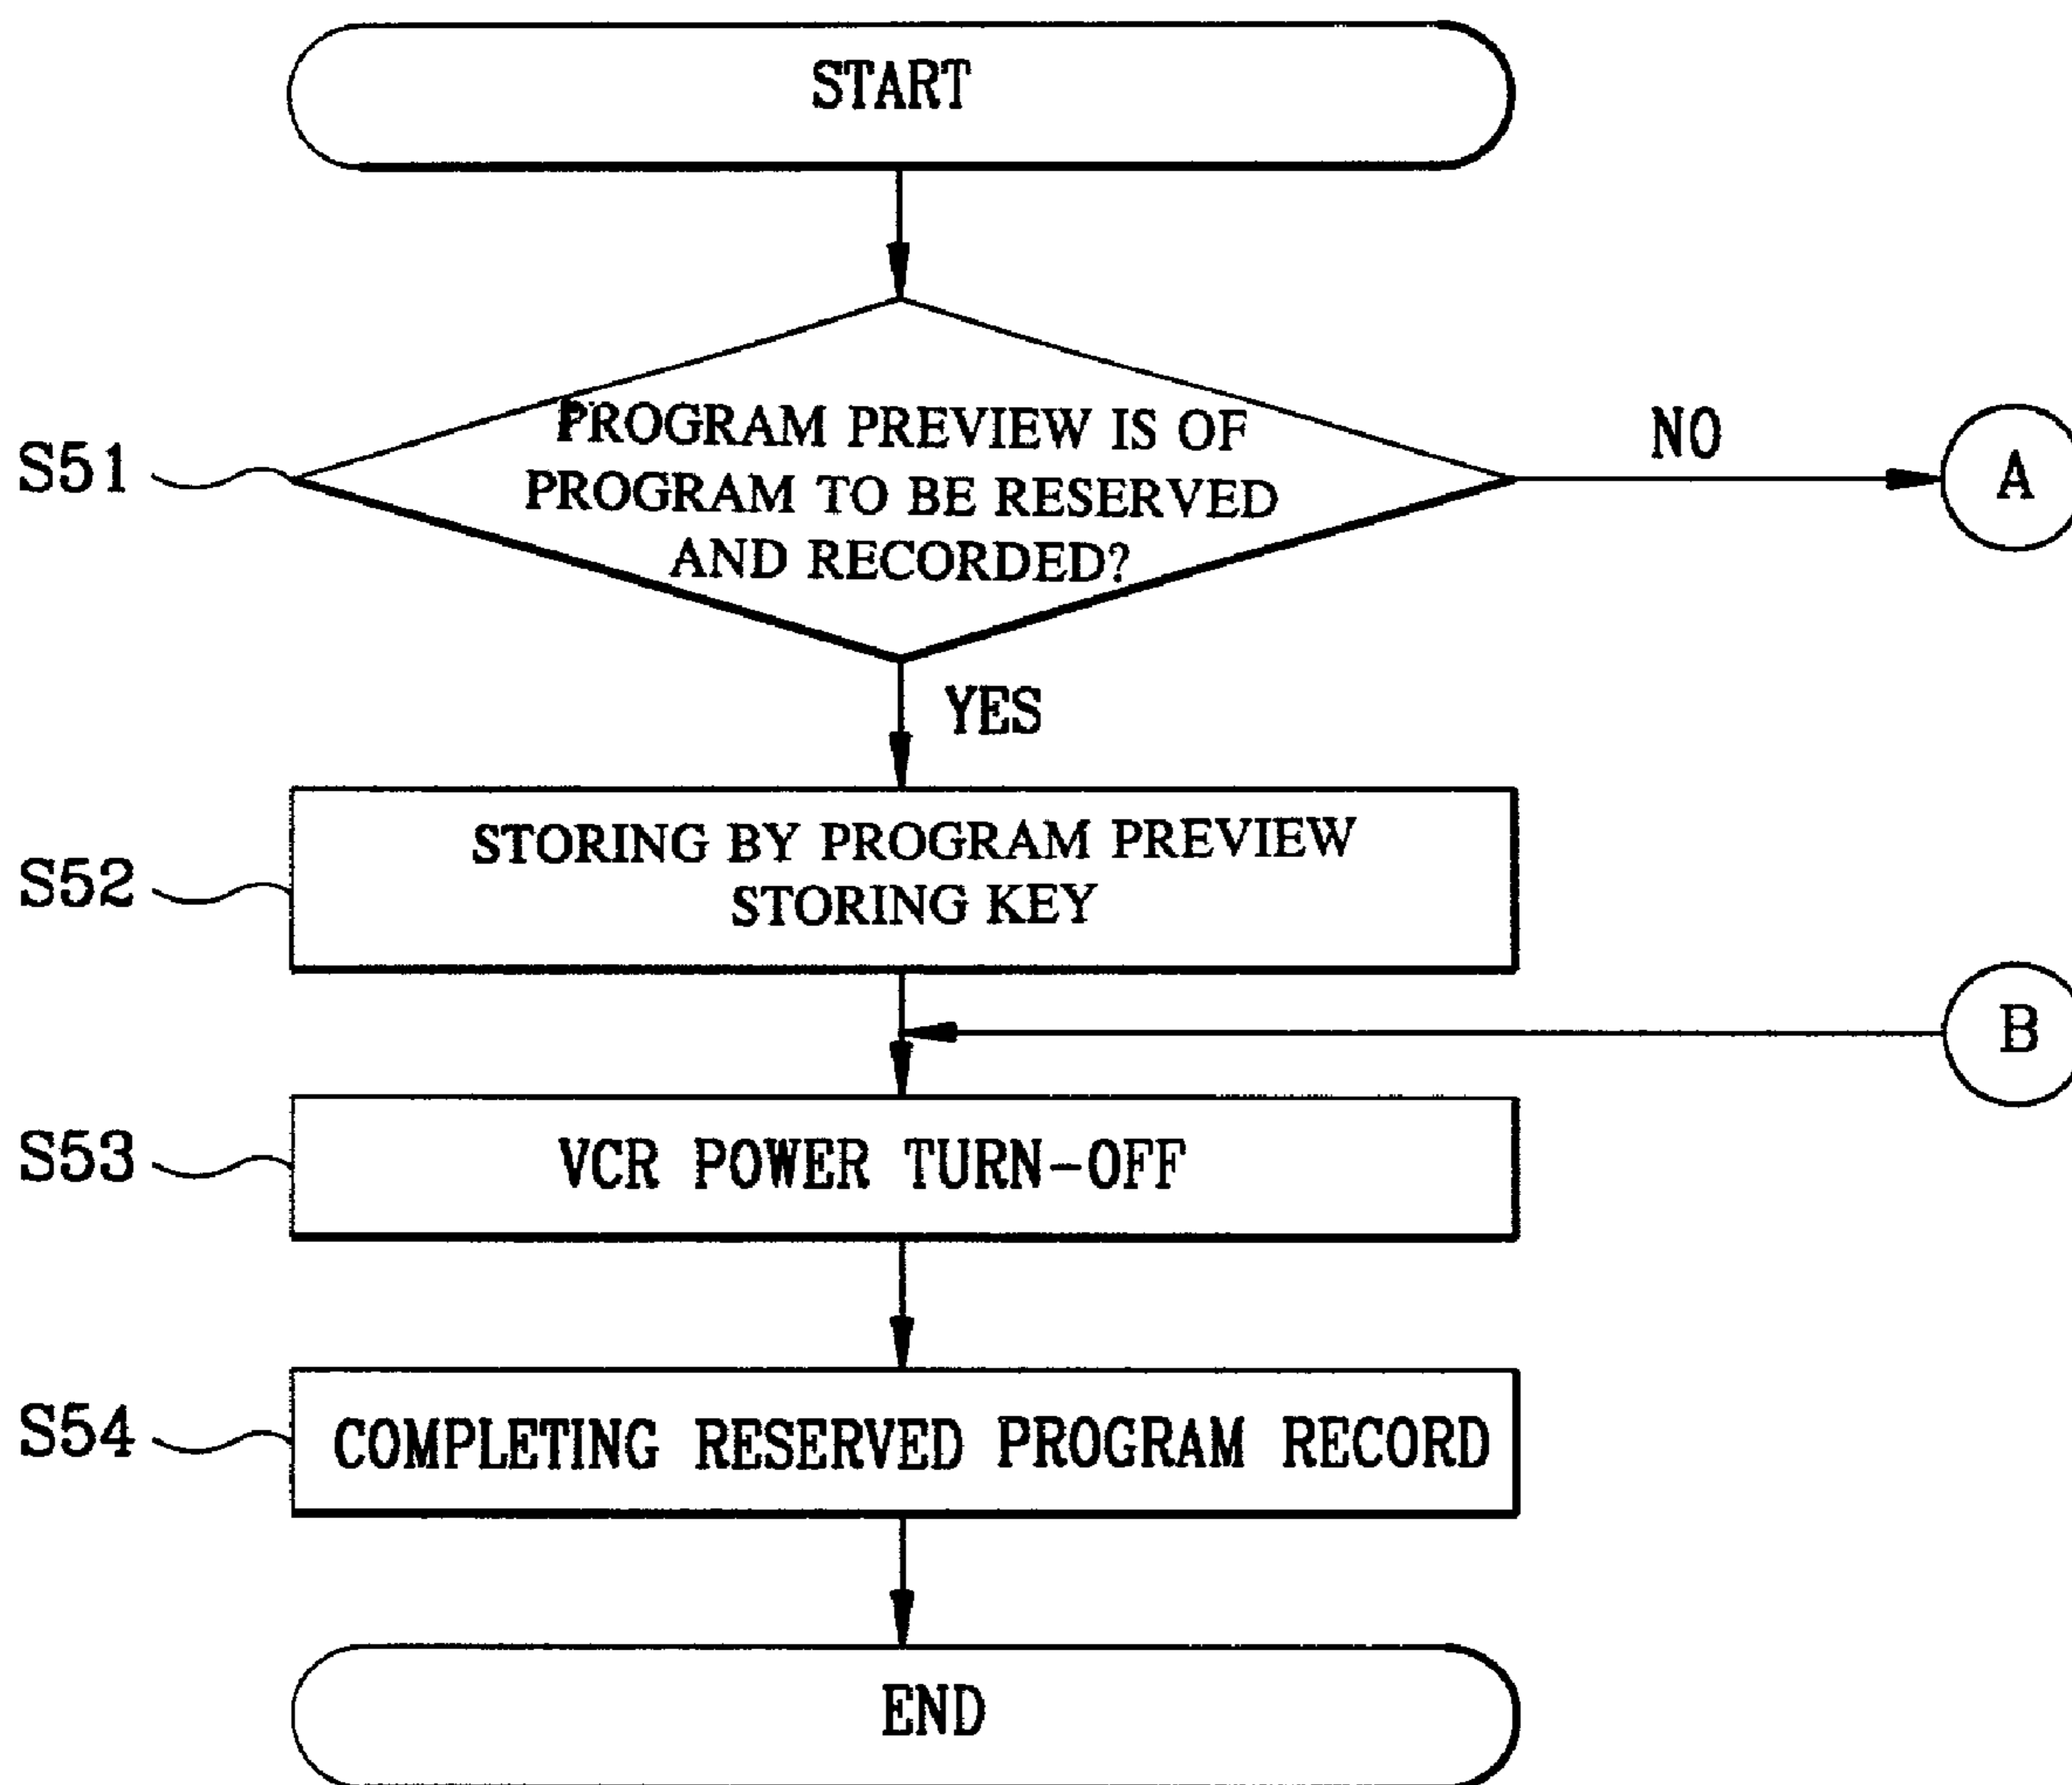 START
PROGRAM PREVIEW IS OF
PROGRAM TO BE RESERVED
AND RECORDED?
S51
NO
A
YES
STORING BY PROGRAM PREVIEW
STORING KEY
S52
B
S53
VCR POWER TURN-OFF
S54
COMPLETING RESERVED PROGRAM RECORD
END